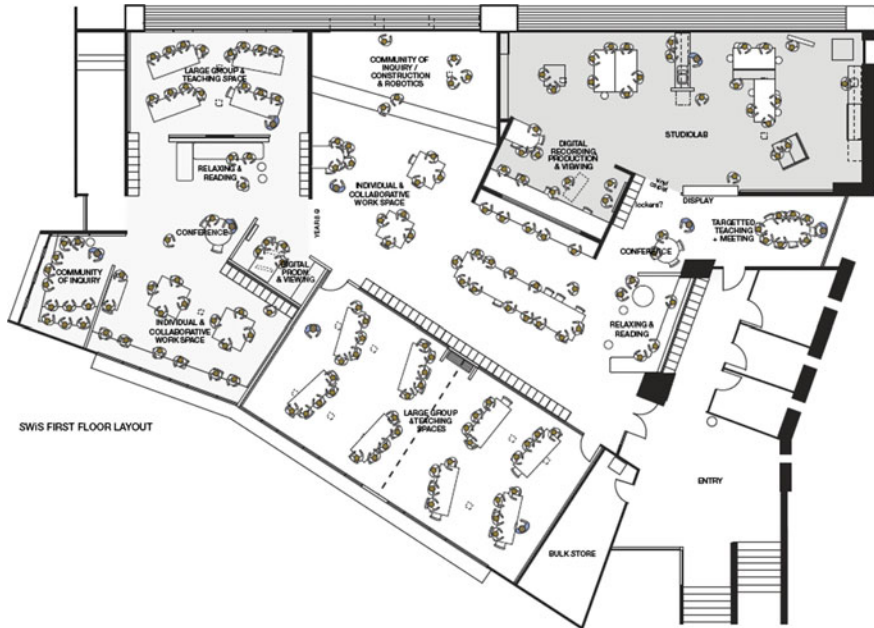 LARGE GROUP &
TEACHING SPACE
COMMUNITY OF
INQUIRY /
CONSTRUCTION
& ROBOTICS
STUDIOLAB
DIGITAL
RECORDING,
PRODUCTION
& VIEWING
RELAXING &
READING
INDIVIDUAL &
COLLABORATIVE
WORK SPACE
YEARS 9
lockers?
DISPLAY
TARGETTED
TEACHING
+ MEETING
CONFERENCE
CONFERENCE
COMMUNITY
OF INQUIRY
DIGITAL
PRODN
& VIEWING
INDIVIDUAL &
COLLABORATIVE
WORK SPACE
RELAXING &
READING
LARGE GROUP
& TEACHING
SPACES
SWiS FIRST FLOOR LAYOUT
ENTRY
BULK STORE